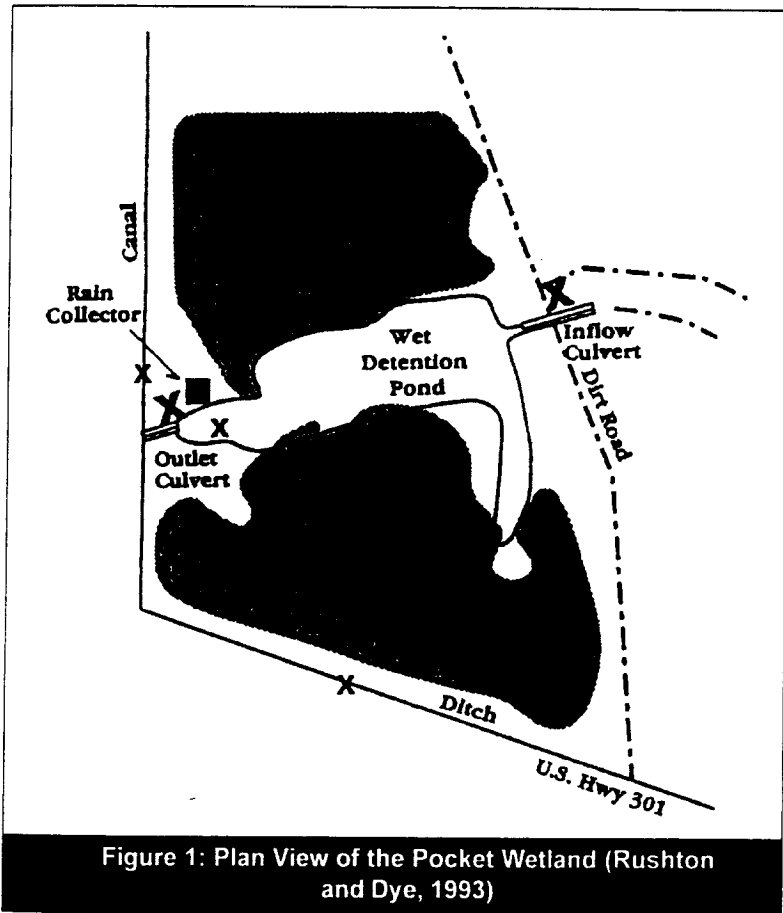 Canal
Rain
Collector
X
X
X
Outlet
Culvert
Wet
Detention
Pond
X
Inflow
Culvert
Dirt Road
X
Ditch
U.S. Hwy 301
Figure 1: Plan View of the Pocket Wetland (Rushton
and Dye, 1993)